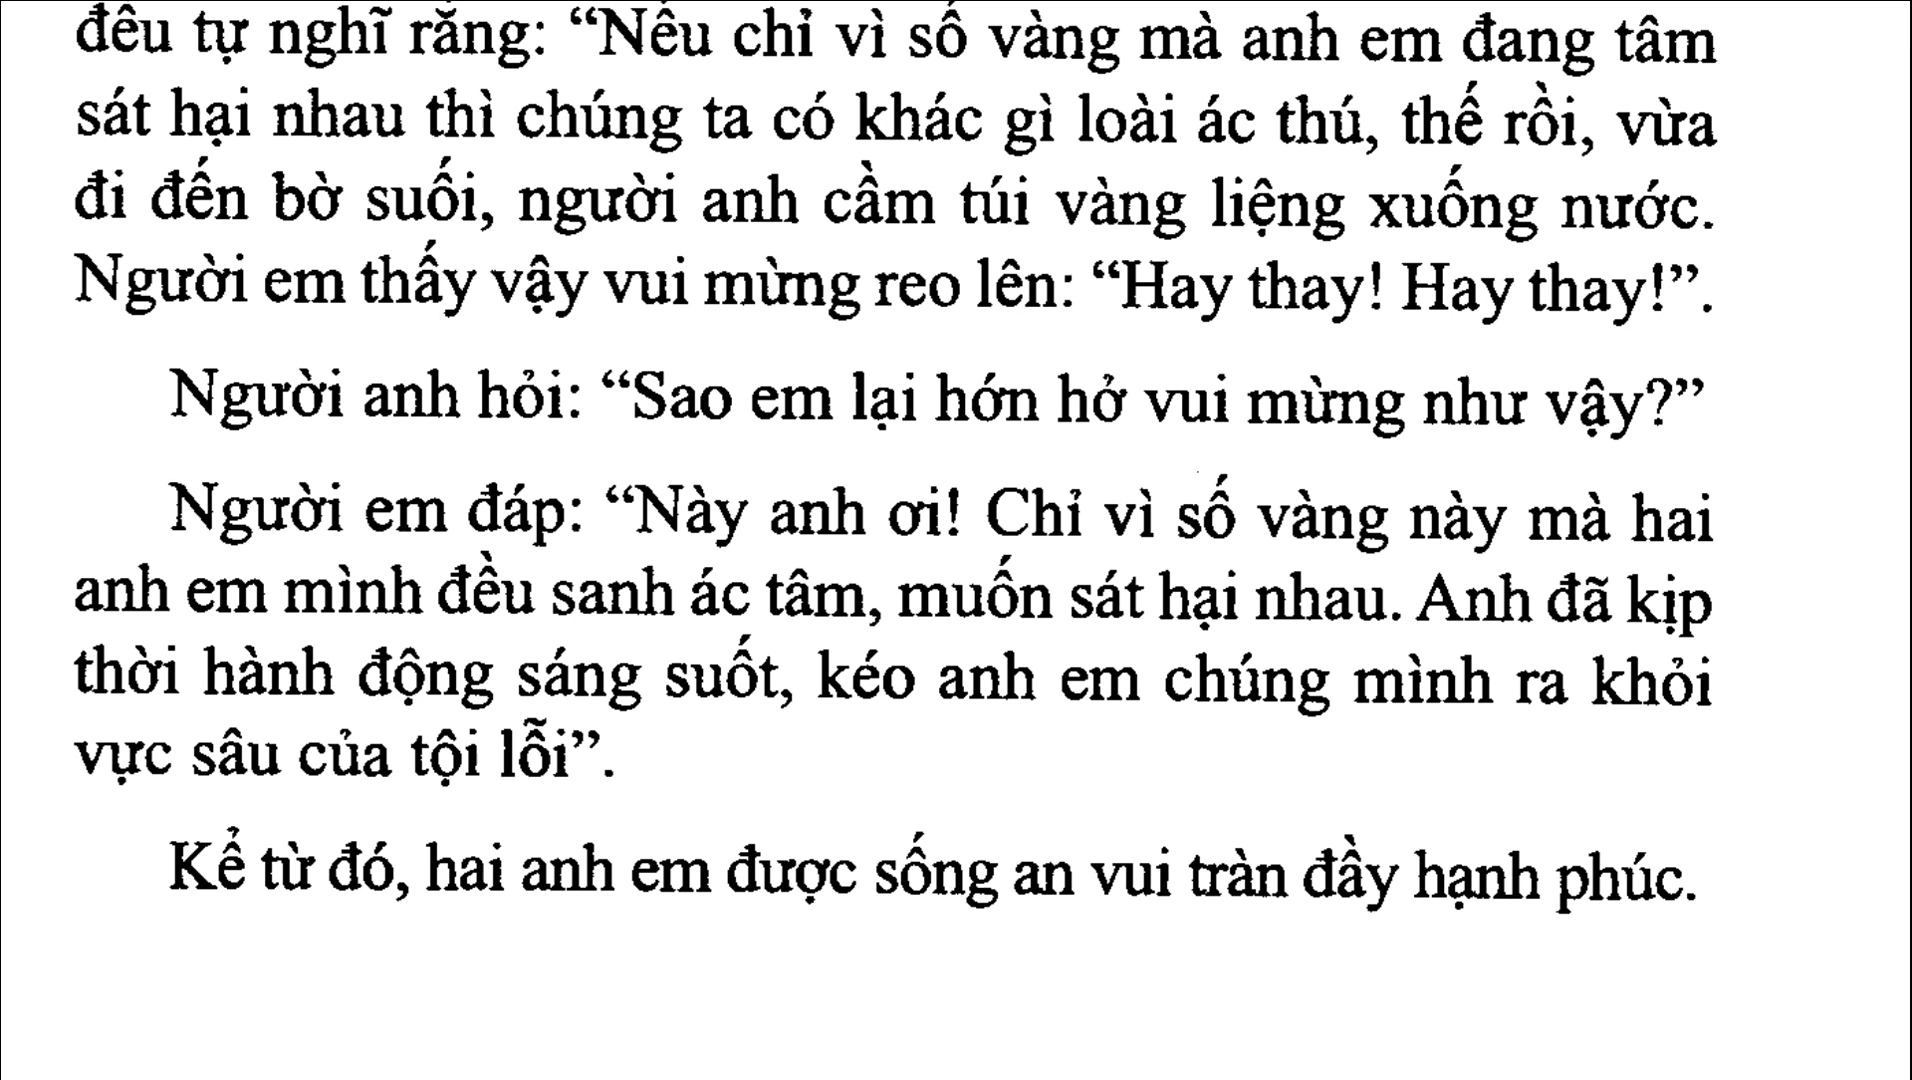 đều tự nghĩ rằng: “Nếu chỉ vì số vàng mà anh em đang tâm
sát hại nhau thì chúng ta có khác gì loài ác thú, thế rồi, vừa
đi đến bờ suối, người anh cầm túi vàng liệng xuống nước.
Người em thấy vậy vui mừng reo lên: “Hay thay! Hay thay!”.
Người anh hỏi: “Sao em lại hớn hở vui mừng như vậy?”
Người em đáp: “Này anh ơi! Chỉ vì số vàng này mà hai
anh em mình đều sanh ác tâm, muốn sát hại nhau. Anh đã kịp
thời hành động sáng suốt, kéo anh em chúng mình ra khỏi
vực sâu của tội lỗi”.
Kể từ đó, hai anh em được sống an vui tràn đầy hạnh phúc.